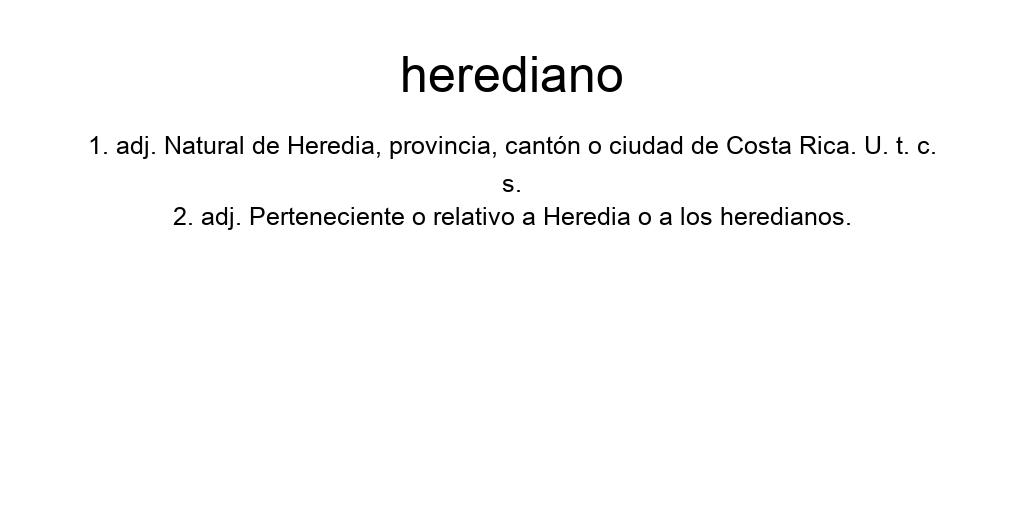 herediano
1. adj. Natural de Heredia, provincia, cantón o ciudad de Costa Rica. U. t. c.
s.
2. adj. Perteneciente o relativo a Heredia o a los heredianos.